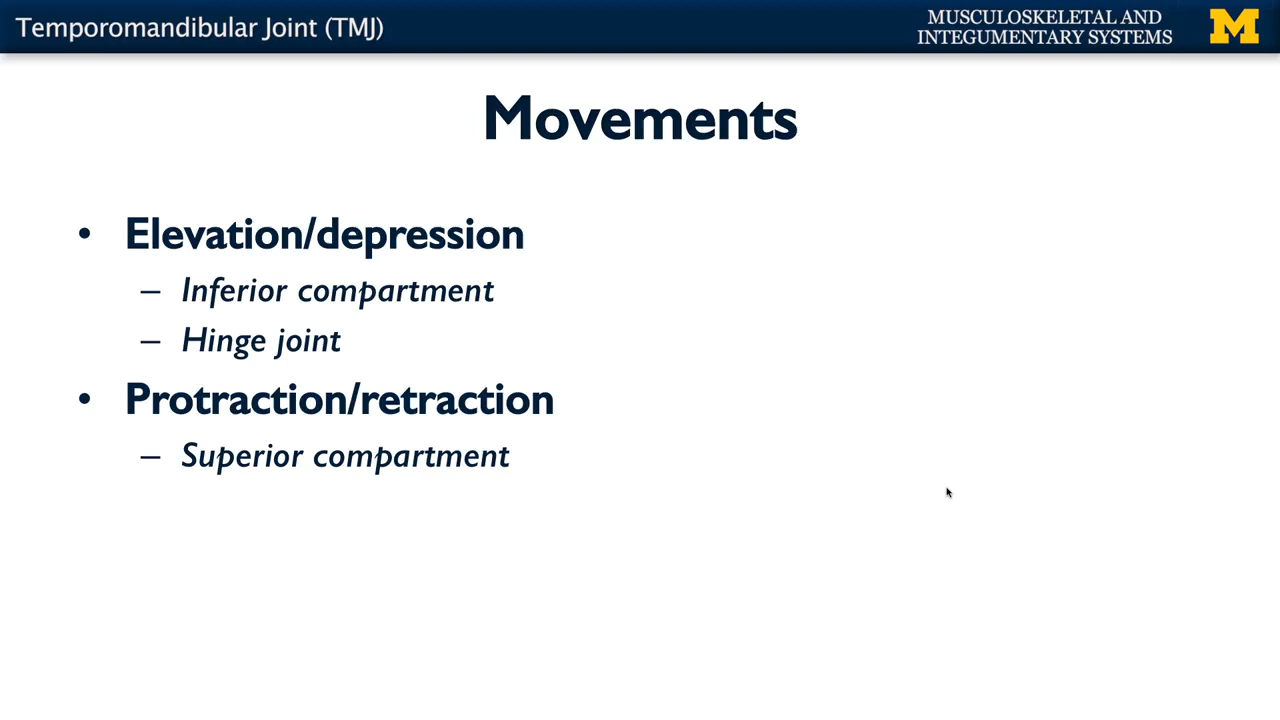 Temporomandibular Joint (TMJ)
MUSCULOSKELETAL AND
INTEGUMENTARY SYSTEMS
M
Movements
• Elevation/depression
– Inferior compartment
– Hinge joint
• Protraction/retraction
– Superior compartment